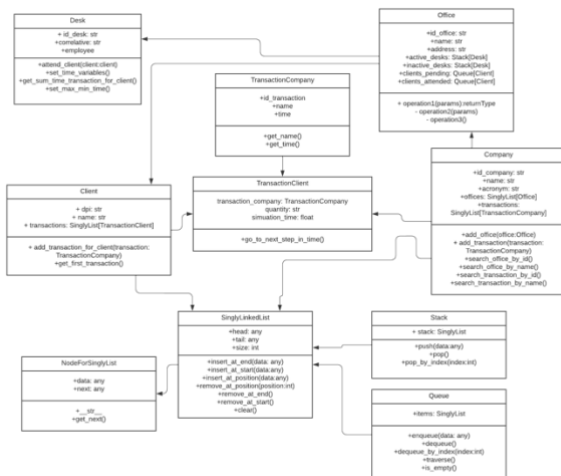 Desk
+ id_desk: str
+correlative: str
+employee
+attend_client(client:client)
+set_time_variables()
+get_sum_time_transaction_for_client()
+set_max_min_time()
Office
+id_office: str
+name: str
+address: str
+active_desks: Stack[Desk]
+inactive_desks: Stack[Desk]
clients_pending: Queue[Client]
clients_attended: Queue[Client]
+ operation1(params):returnType
- operation2(params)
- operation3()
TransactionCompany
+id_transaction
+name
+time
+get_name()
+get_time()
Company
+id_company: str
+name: str
+acronym: str
+offices: SinglyList[Office]
+transactions:
SinglyList[TransactionCompany]
+add_office(office:Office)
+ add_transaction(transaction:
TransactionCompany)
+search_office_by_id()
+search_office_by_name()
+search_transaction_by_id()
+search_transaction_by_name()
Client
+ dpi: str
+ name: str
+ transactions: SinglyList[TransactionClient]
+ add_transaction_for_client(transaction:
TransactionCompany)
+get_first_transaction()
TransactionClient
transaction_company: TransactionCompany
quantity: str
simuation_time: float
+go_to_next_step_in_time()
SinglyLinkedList
+head: any
+tail: any
+size: int
+insert_at_end(data: any)
+insert_at_start(data: any)
+insert_at_position(data:any)
+remove_at_position(position:int)
+remove_at_end()
+remove_at_start()
+clear()
Stack
+ stack: SinglyList
+push(data:any)
+pop()
+pop_by_index(index:int)
NodeForSinglyList
+data: any
+next: any
+__str__
+get_next()
Queue
+items: SinglyList
+enqueue(data: any)
+dequeue()
+dequeue_by_index(index:int)
+traverse()
+is_empty()